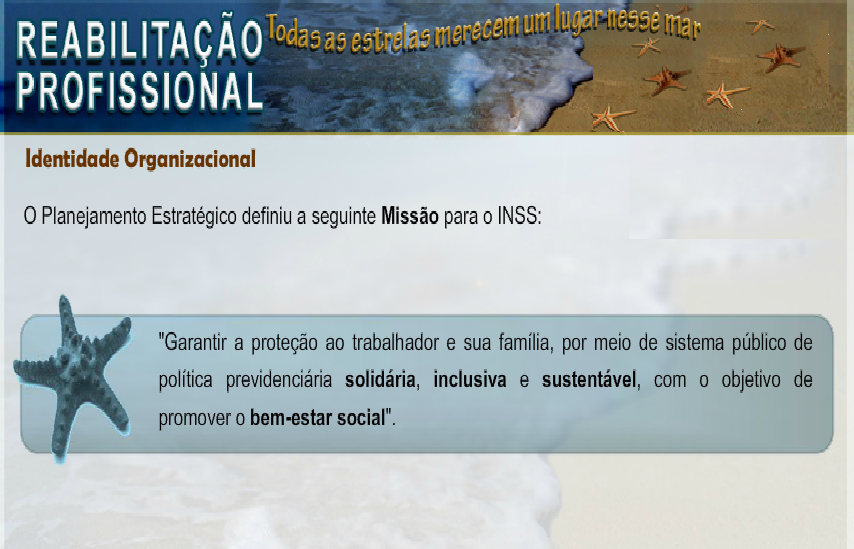 REABILITAÇÃO
PROFISSIONAL
Todas as estrelas merecem um lugar nesse mar
Identidade Organizacional
O Planejamento Estratégico definiu a seguinte Missão para o INSS:
"Garantir a proteção ao trabalhador e sua família, por meio de sistema público de
política previdenciária solidária, inclusiva e sustentável, com o objetivo de
promover o bem-estar social".